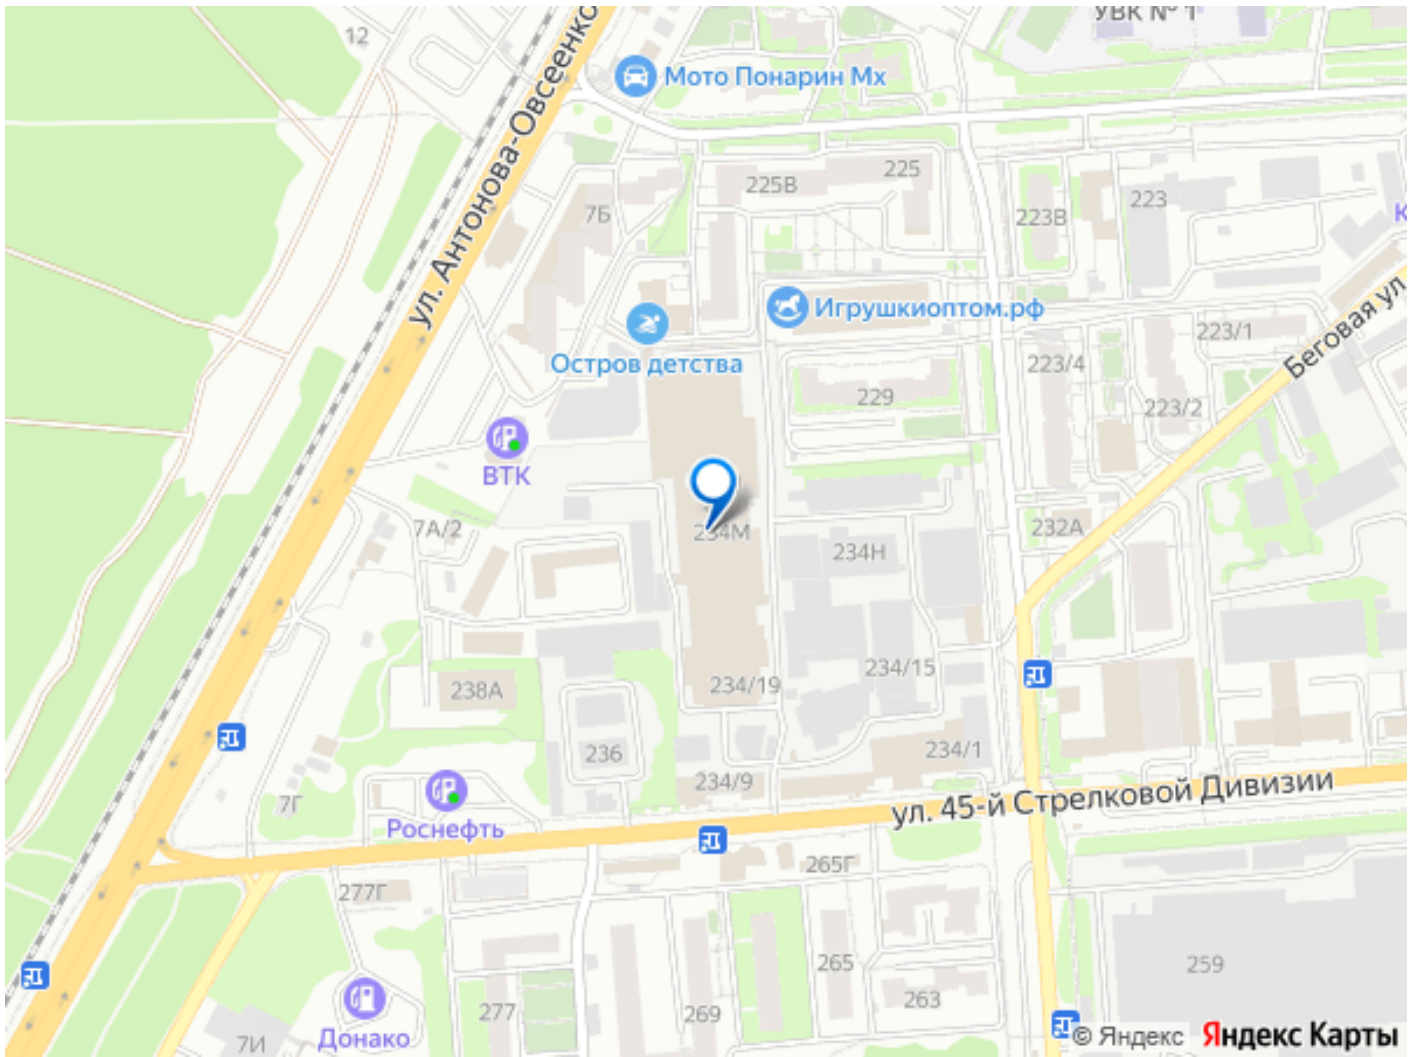 УВК № 1
12
ул. Антонова-Овсеенко
Мото Понарин Мх
225
225В
223
7Б
223В
К
Игрушкиоптом.рф
223/1
Беговая ул.
Остров детства
223/4
229
223/2
ВТК
7А/2
234М
232А
234Н
234/15
234/19
238А
234/1
236
234/9
7Г
ул. 45-й Стрелковой Дивизии
Роснефть
265Г
277Г
265
259
263
277
269
Донако
7И
© Яндекс Яндекс Карты